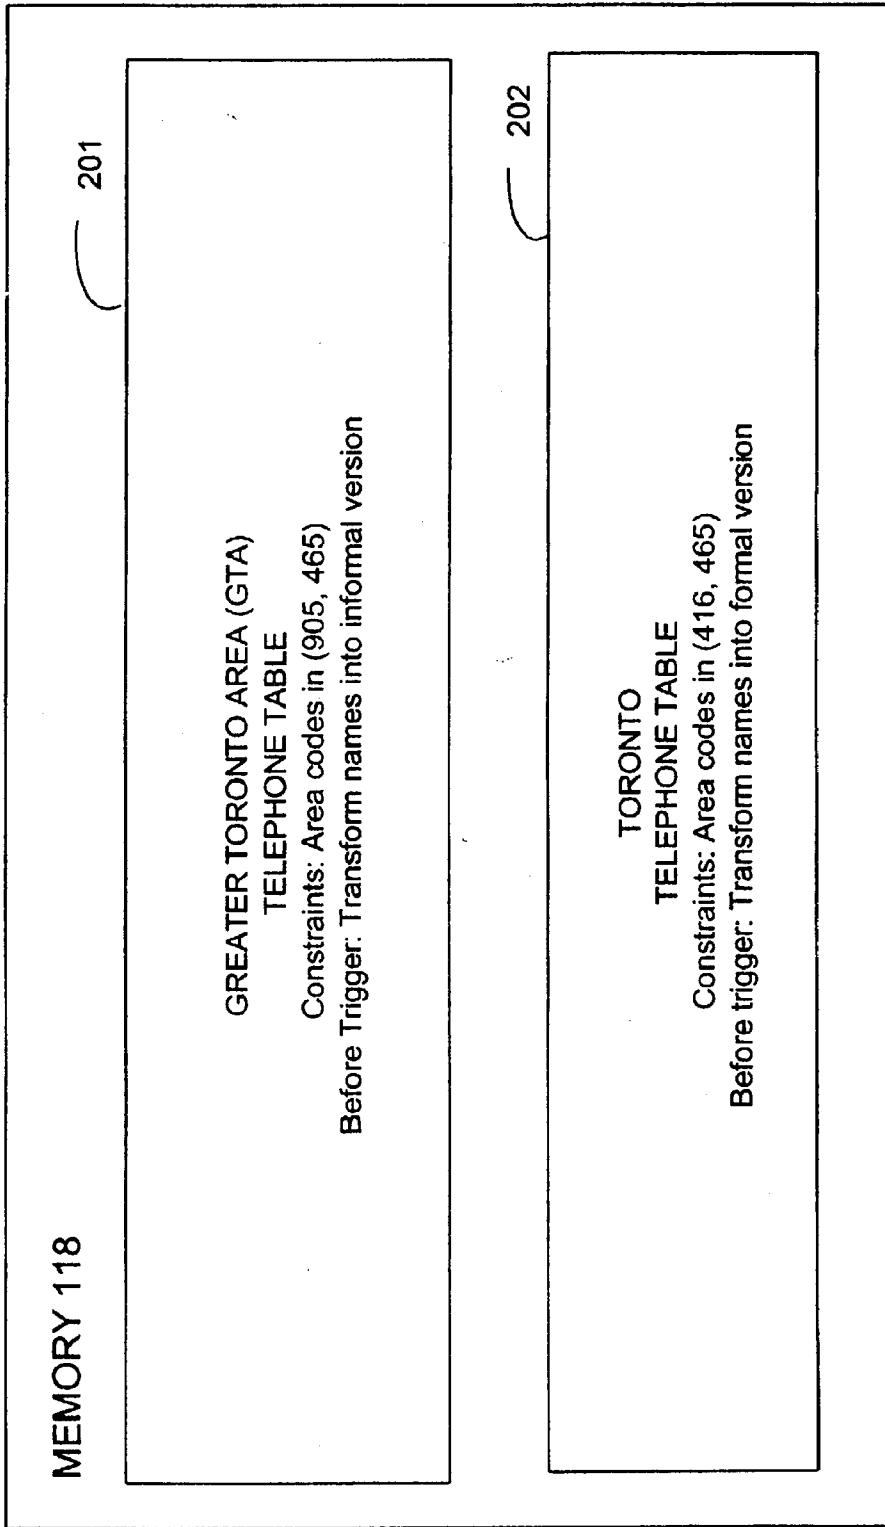 MEMORY 118
201
GREATER TORONTO AREA (GTA)
TELEPHONE TABLE
Constraints: Area codes in (905, 465)
Before Trigger: Transform names into informal version
202
TORONTO
TELEPHONE TABLE
Constraints: Area codes in (416, 465)
Before trigger: Transform names into formal version